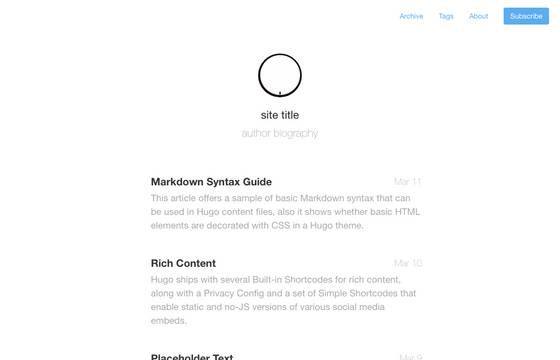 Archive Tags About Subscribe
site title
author biography
Markdown Syntax Guide Mar 11
This article offers a sample of basic Markdown syntax that can
be used in Hugo content files, also it shows whether basic HTML
elements are decorated with CSS in a Hugo theme.
Rich Content Mar 10
Hugo ships with several Built-in Shortcodes for rich content,
along with a Privacy Config and a set of Simple Shortcodes that
enable static and no-JS versions of various social media
embeds.
Placeholder Text Mar 9